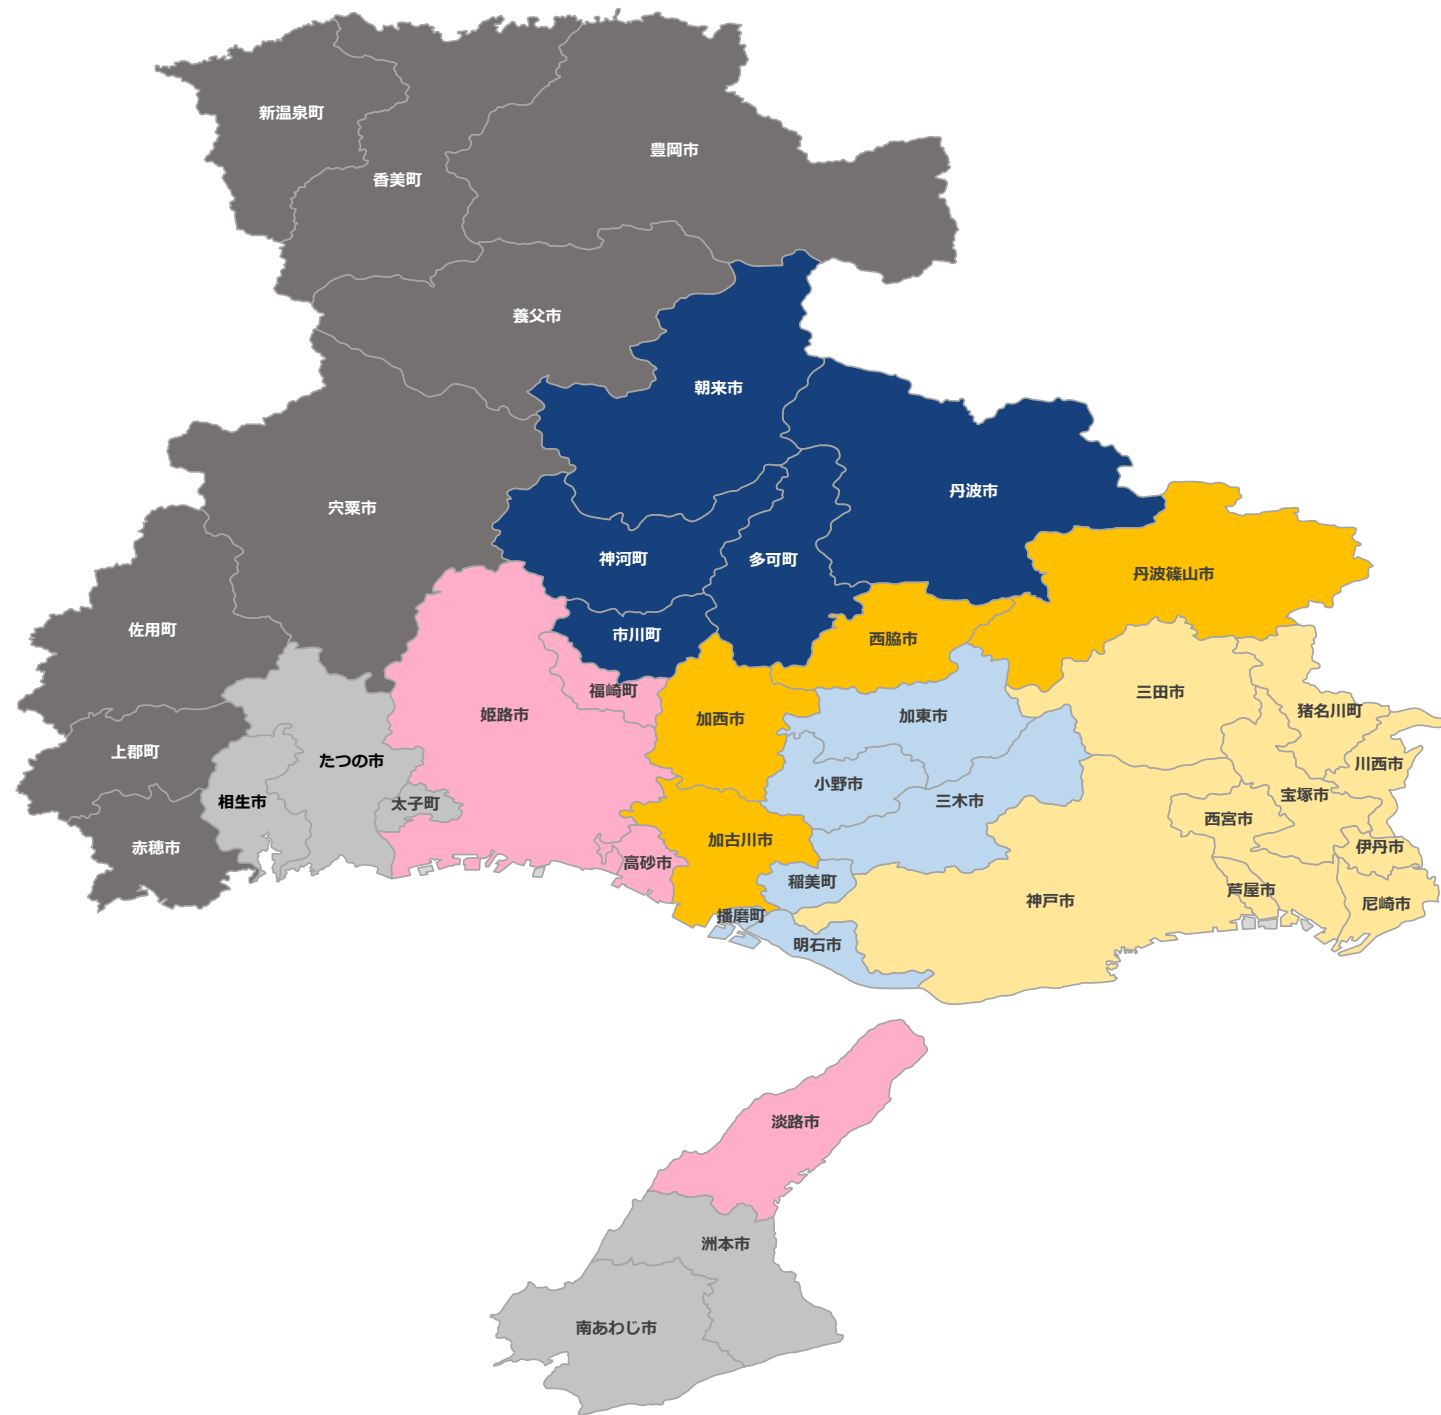 新温泉町
豊岡市
香美町
養父市
朝来市
丹波市
宍粟市
神河町
多可町
丹波篠山市
佐用町
市川町
西脇市
福崎町
三田市
姫路市
加西市
加東市
猪名川町
上郡町
たつの市
川西市
小野市
宝塚市
相生市
太子町
三木市
西宮市
加古川市
赤穂市
伊丹市
高砂市
稲美町
芦屋市
神戸市
尼崎市
播磨町
明石市
淡路市
洲本市
南あわじ市